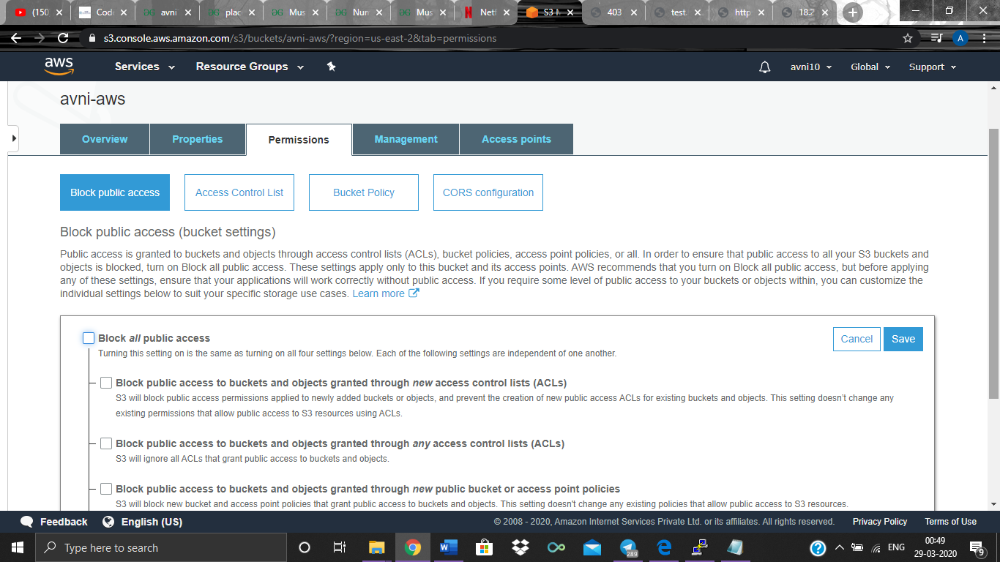 (150
Cod
avni
plac
Mus
Num
Mus
Netf
S3 M
403
test.
http
18.2
s3.console.aws.amazon.com/s3/buckets/avni-aws/?region=us-east-2&tab=permissions
A
aws
Services
Resource Groups
avni10
Global
Support
avni-aws
Overview
Properties
Permissions
Management
Access points
Block public access
Access Control List
Bucket Policy
CORS configuration
Block public access (bucket settings)
Public access is granted to buckets and objects through access control lists (ACLs), bucket policies, access point policies, or all. In order to ensure that public access to all your S3 buckets and
objects is blocked, turn on Block all public access. These settings apply only to this bucket and its access points. AWS recommends that you turn on Block all public access, but before applying
any of these settings, ensure that your applications will work correctly without public access. If you require some level of public access to your buckets or objects within, you can customize the
individual settings below to suit your specific storage use cases. Learn more
Block all public access
Cancel
Save
Turning this setting on is the same as turning on all four settings below. Each of the following settings are independent of one another.
Block public access to buckets and objects granted through new access control lists (ACLs)
S3 will block public access permissions applied to newly added buckets or objects, and prevent the creation of new public access ACLs for existing buckets and objects. This setting doesn't change any
existing permissions that allow public access to S3 resources using ACLs.
Block public access to buckets and objects granted through any access control lists (ACLs)
S3 will ignore all ACLs that grant public access to buckets and objects.
Block public access to buckets and objects granted through new public bucket or access point policies
S3 will block new bucket and access point policies that grant public access to buckets and objects. This setting doesn't change any existing policies that allow public access to S3 resources.
Feedback
English (US)
© 2008 - 2020, Amazon Internet Services Private Ltd. or its affiliates. All rights reserved.
Privacy Policy
Terms of Use
Type here to search
289
ENG
00:49
29-03-2020
9